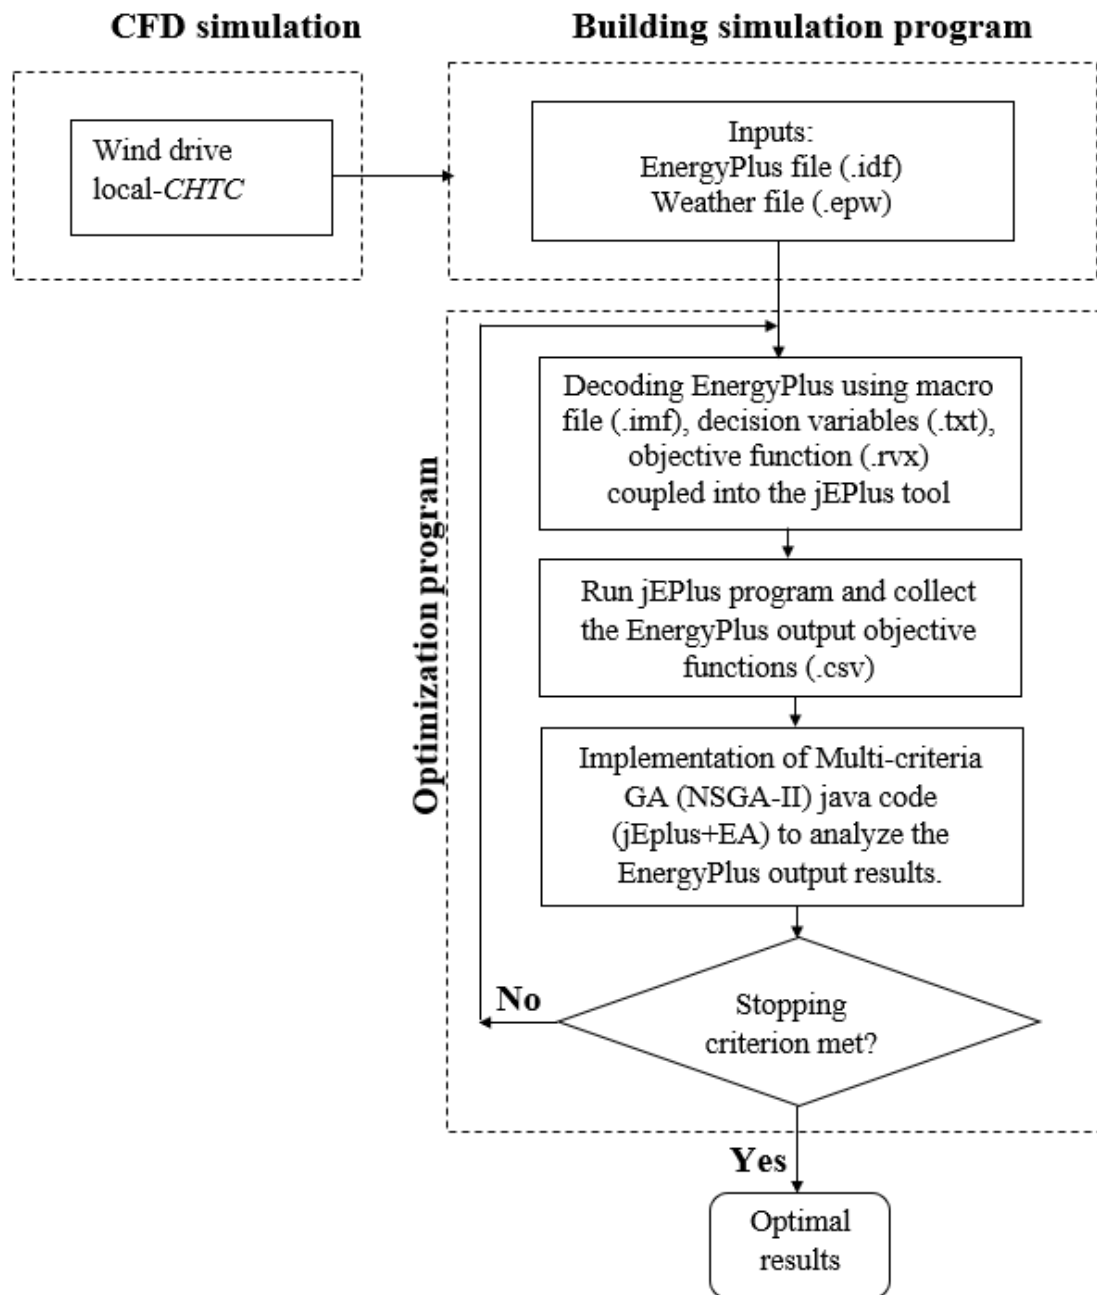 CFD simulation
Building simulation program
Wind drive
local-CHTC
Inputs:
EnergyPlus file (.idf)
Weather file (.epw)
Optimization program
Decoding EnergyPlus using macro
file (.imf), decision variables (.txt),
objective function (.rvx)
coupled into the jEPlus tool
Run jEPlus program and collect
the EnergyPlus output objective
functions (.csv)
Implementation of Multi-criteria
GA (NSGA-II) java code
(jEplus+EA) to analyze the
EnergyPlus output results.
No
Stopping
criterion met?
Yes
Optimal
results